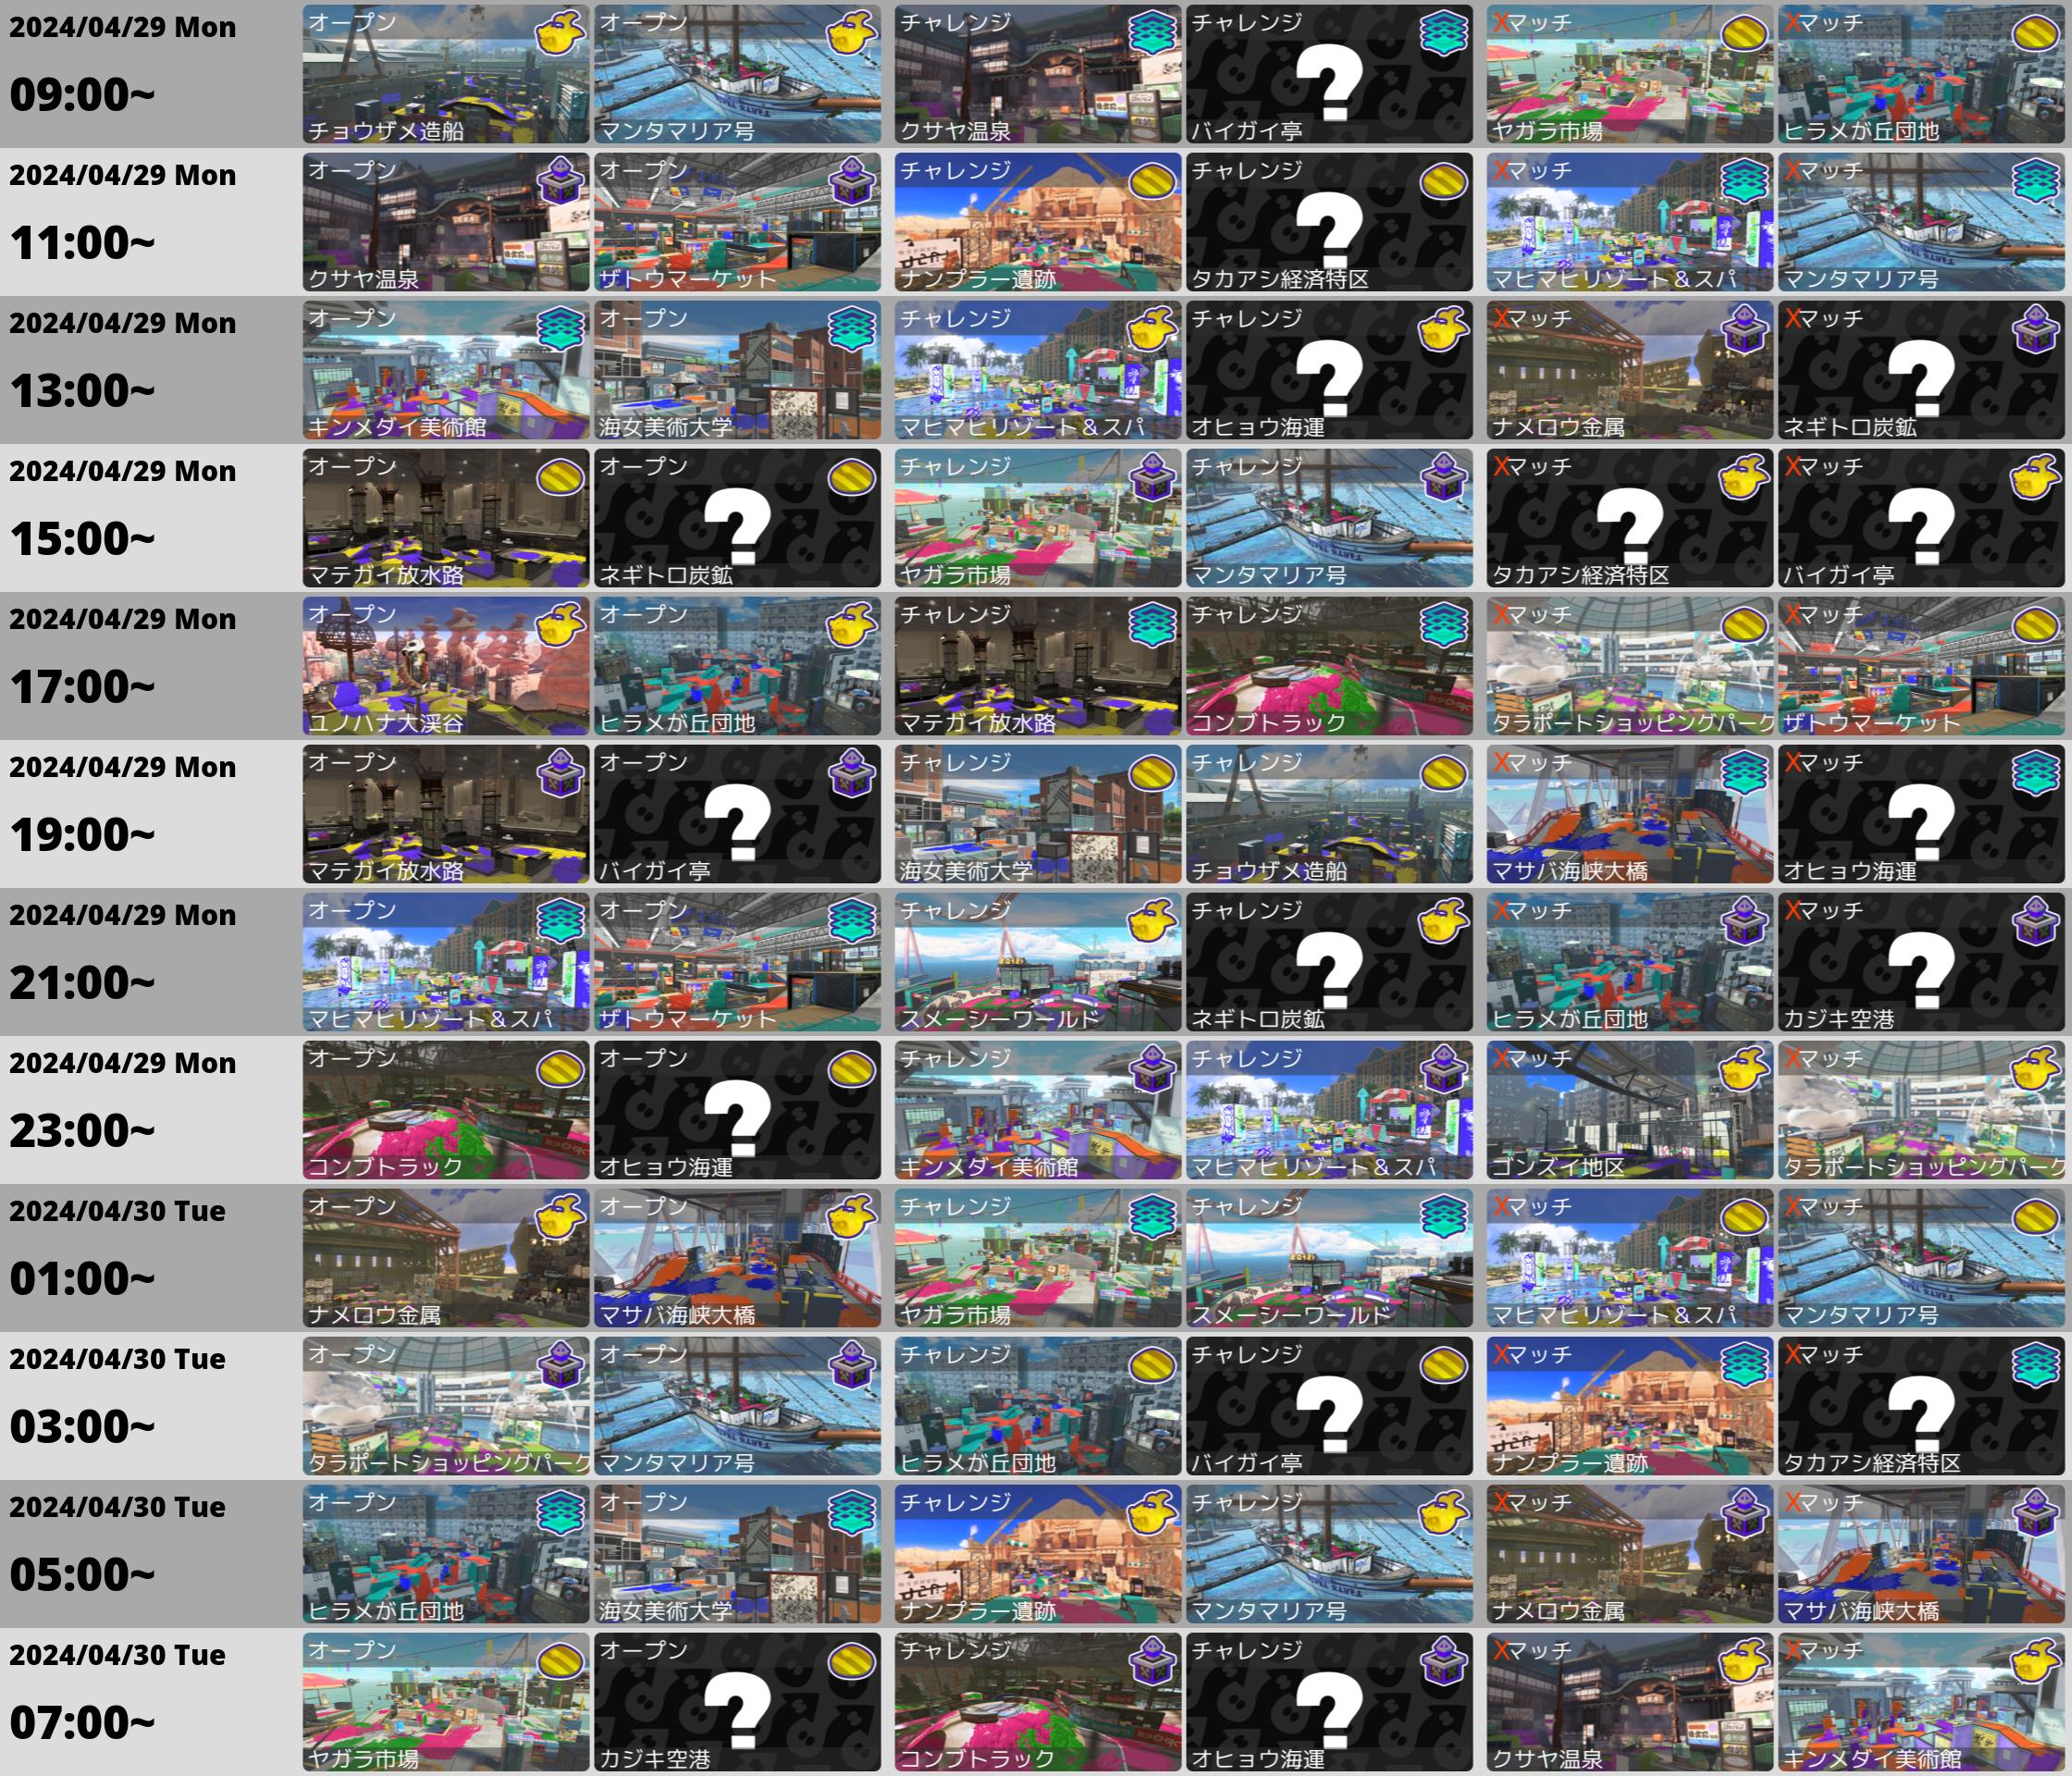 2024/04/29 Mon
09:00~
オープン
チョウザメ造船
オープン
マンタマリア号
チャレンジ
クサヤ温泉
チャレンジ
バイガイ亭
Xマッチ
ヤガラ市場
Xマッチ
ヒラメが丘団地
2024/04/29 Mon
11:00~
オープン
クサヤ温泉
オープン
ザトウマーケット
チャレンジ
ナンプラー遺跡
チャレンジ
タカアシ経済特区
Xマッチ
マヒマヒリゾート&スパ
Xマッチ
マンタマリア号
2024/04/29 Mon
13:00~
オープン
キンメダイ美術館
オープン
海女美術大学
チャレンジ
マヒマヒリゾート&スパ
チャレンジ
オヒョウ海運
Xマッチ
ナメロウ金属
Xマッチ
ネギトロ炭鉱
2024/04/29 Mon
15:00~
オープン
マテガイ放水路
オープン
ネギトロ炭鉱
チャレンジ
ヤガラ市場
チャレンジ
マンタマリア号
Xマッチ
タカアシ経済特区
Xマッチ
バイガイ亭
2024/04/29 Mon
17:00~
オープン
ユノハナ大渓谷
オープン
ヒラメが丘団地
チャレンジ
マテガイ放水路
チャレンジ
コンブトラック
Xマッチ
タラポートショッピングパーク
Xマッチ
ザトウマーケット
2024/04/29 Mon
19:00~
オープン
マテガイ放水路
オープン
バイガイ亭
チャレンジ
海女美術大学
チャレンジ
チョウザメ造船
Xマッチ
マサバ海峡大橋
Xマッチ
オヒョウ海運
2024/04/29 Mon
21:00~
オープン
マヒマヒリゾート&スパ
オープン
ザトウマーケット
チャレンジ
スメーシーワールド
チャレンジ
ネギトロ炭鉱
Xマッチ
ヒラメが丘団地
Xマッチ
カジキ空港
2024/04/29 Mon
23:00~
オープン
コンブトラック
オープン
オヒョウ海運
チャレンジ
キンメダイ美術館
チャレンジ
マヒマヒリゾート&スパ
Xマッチ
ゴンズイ地区
Xマッチ
タラポートショッピングパーク
2024/04/30 Tue
01:00~
オープン
ナメロウ金属
オープン
マサバ海峡大橋
チャレンジ
ヤガラ市場
チャレンジ
スメーシーワールド
Xマッチ
マヒマヒリゾート&スパ
Xマッチ
マンタマリア号
2024/04/30 Tue
03:00~
オープン
タラポートショッピングパーク
オープン
マンタマリア号
チャレンジ
ヒラメが丘団地
チャレンジ
バイガイ亭
Xマッチ
ナンプラー遺跡
Xマッチ
タカアシ経済特区
2024/04/30 Tue
05:00~
オープン
ヒラメが丘団地
オープン
海女美術大学
チャレンジ
ナンプラー遺跡
チャレンジ
マンタマリア号
Xマッチ
ナメロウ金属
Xマッチ
マサバ海峡大橋
2024/04/30 Tue
07:00~
オープン
ヤガラ市場
オープン
カジキ空港
チャレンジ
コンブトラック
チャレンジ
オヒョウ海運
Xマッチ
クサヤ温泉
Xマッチ
キンメダイ美術館